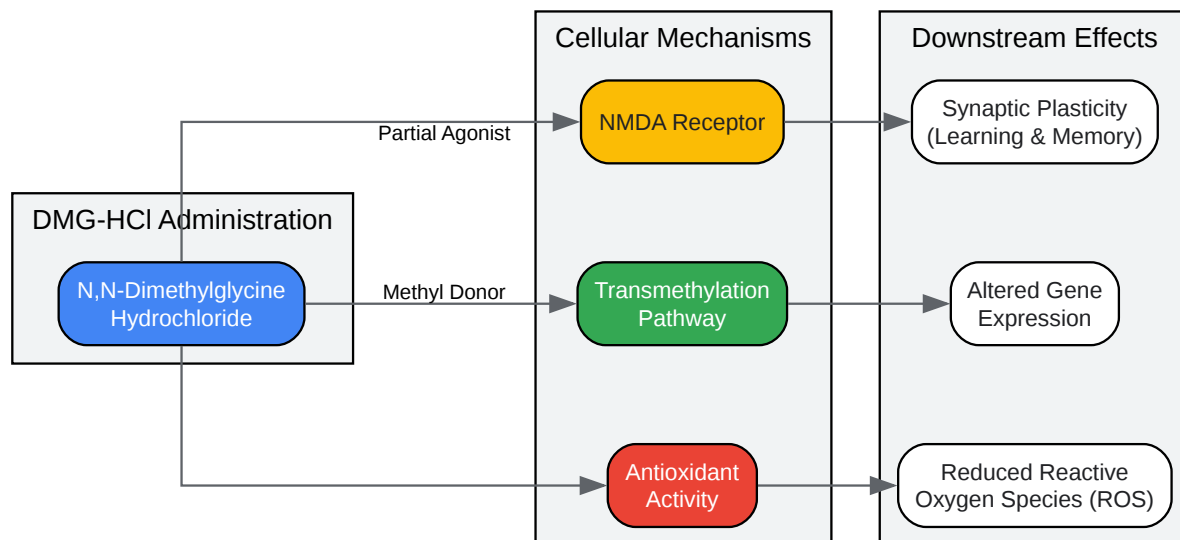 Cellular Mechanisms
Downstream Effects
NMDA Receptor
Synaptic Plasticity
(Learning & Memory)
Partial Agonist
DMG-HCl Administration
N,N-Dimethylglycine
Hydrochloride
Methyl Donor
Transmethylation
Pathway
Altered Gene
Expression
Antioxidant
Activity
Reduced Reactive
Oxygen Species (ROS)